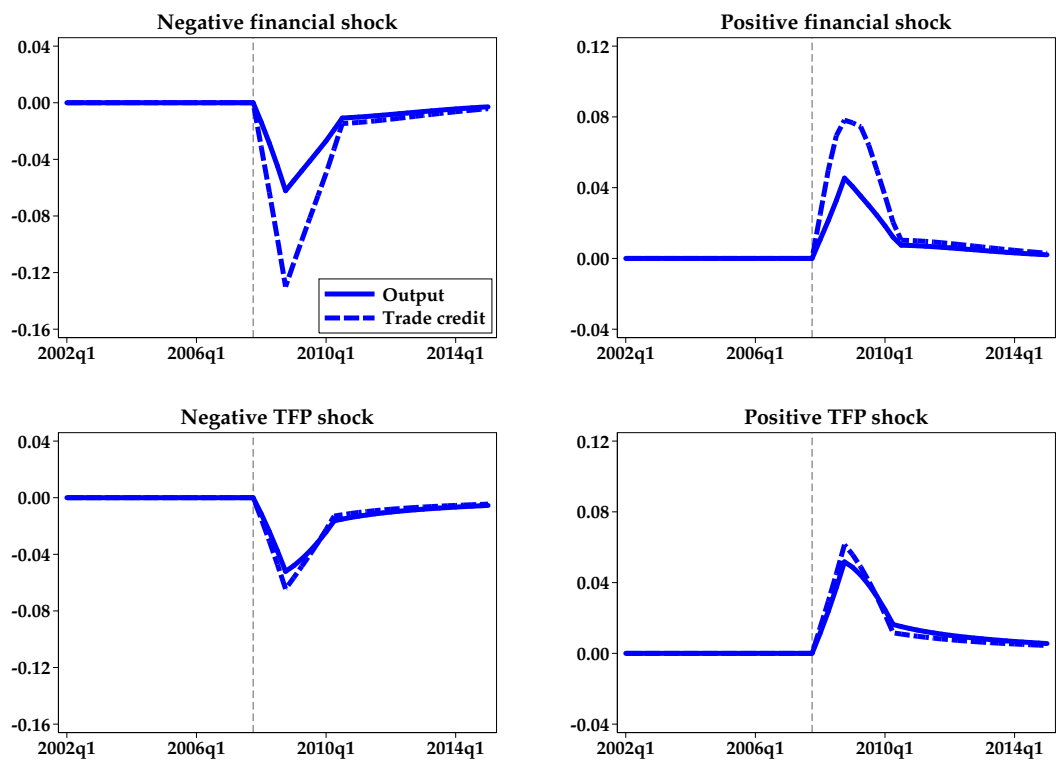 Negative financial shock
0.04
0.00
-0.04
-0.08
-0.12
-0.16
Output
Trade credit
2002q1 2006q1 2010q1 2014q1
Positive financial shock
0.12
0.08
0.04
0.00
-0.04
2002q1 2006q1 2010q1 2014q1
Negative TFP shock
0.04
0.00
-0.04
-0.08
-0.12
-0.16
2002q1 2006q1 2010q1 2014q1
Positive TFP shock
0.12
0.08
0.04
0.00
-0.04
2002q1 2006q1 2010q1 2014q1